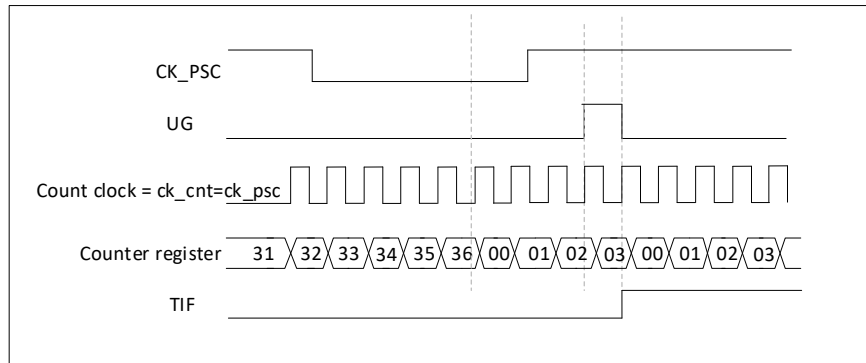 CK_PSC
UG
Count clock = ck_cnt=ck_psc
Counter register 31 32 33 34 35 36 00 01 02 03 00 01 02 03
TIF